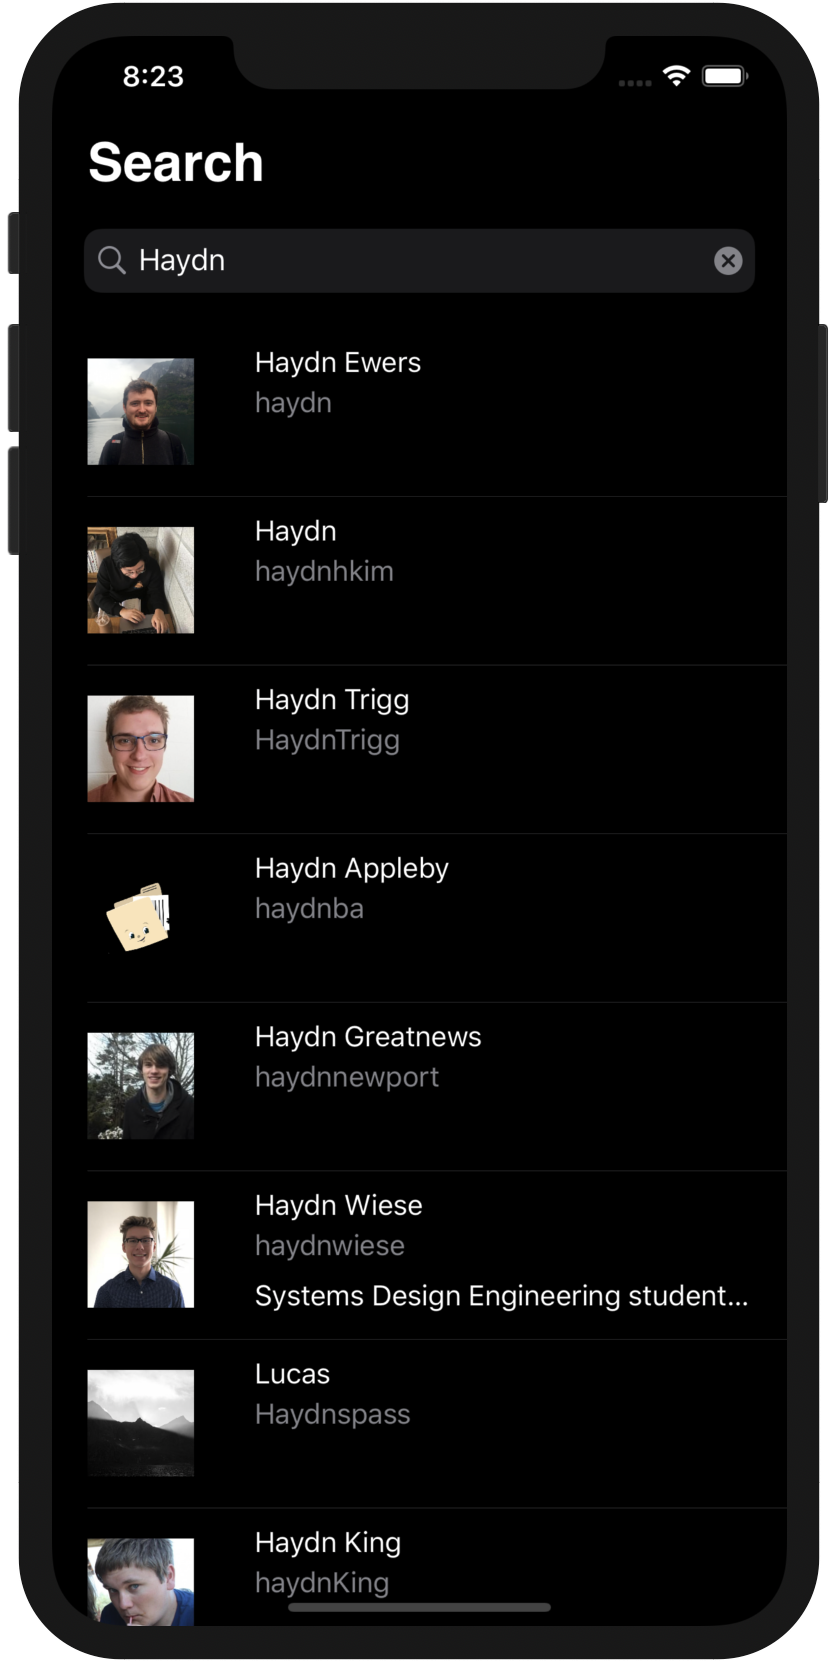 8:23
Search
Haydn
Haydn Ewers
haydn
Haydn
haydnhkim
Haydn Trigg
HaydnTrigg
Haydn Appleby
haydnba
Haydn Greatnews
haydnnewport
Haydn Wiese
haydnwiese
Systems Design Engineering student...
Lucas
Haydnspass
Haydn King
haydnKing